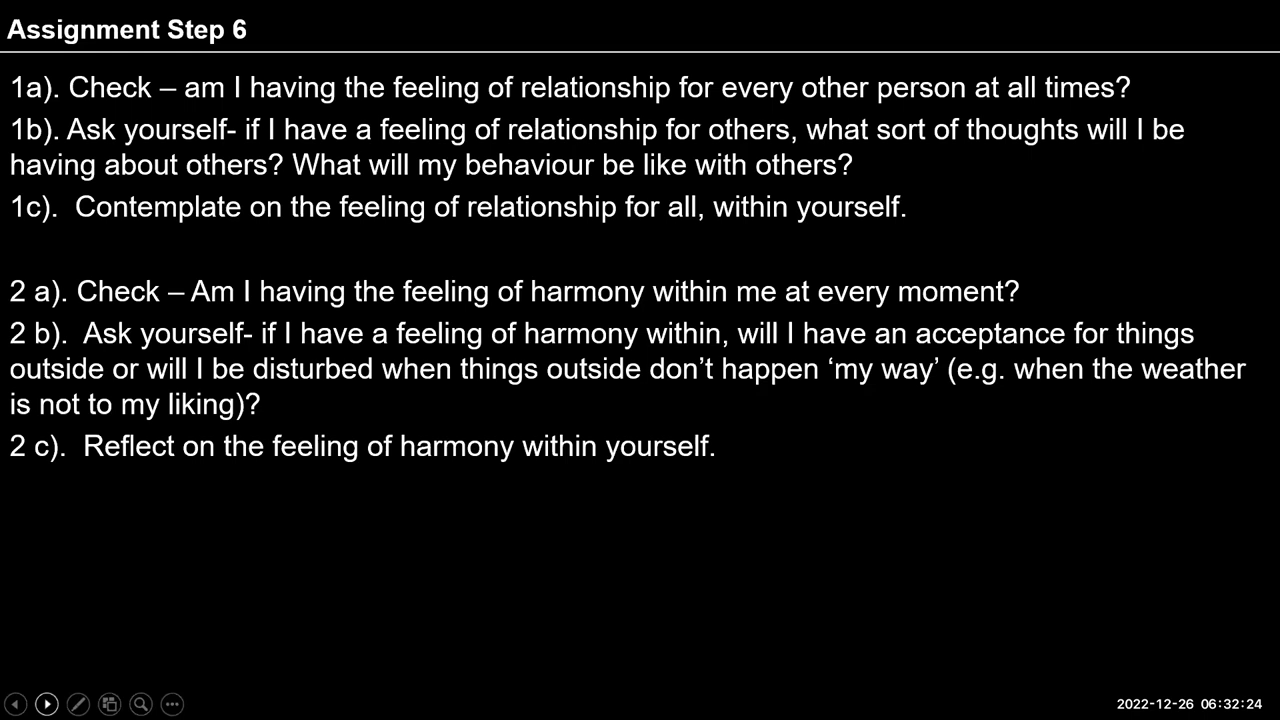 Assignment Step 6
1a). Check – am I having the feeling of relationship for every other person at all times?
1b). Ask yourself- if I have a feeling of relationship for others, what sort of thoughts will I be
having about others? What will my behaviour be like with others?
1c).  Contemplate on the feeling of relationship for all, within yourself.
2 a). Check – Am I having the feeling of harmony within me at every moment?
2 b).  Ask yourself- if I have a feeling of harmony within, will I have an acceptance for things
outside or will I be disturbed when things outside don’t happen ‘my way’ (e.g. when the weather
is not to my liking)?
2 c).  Reflect on the feeling of harmony within yourself.
2022-12-26 06:32:24